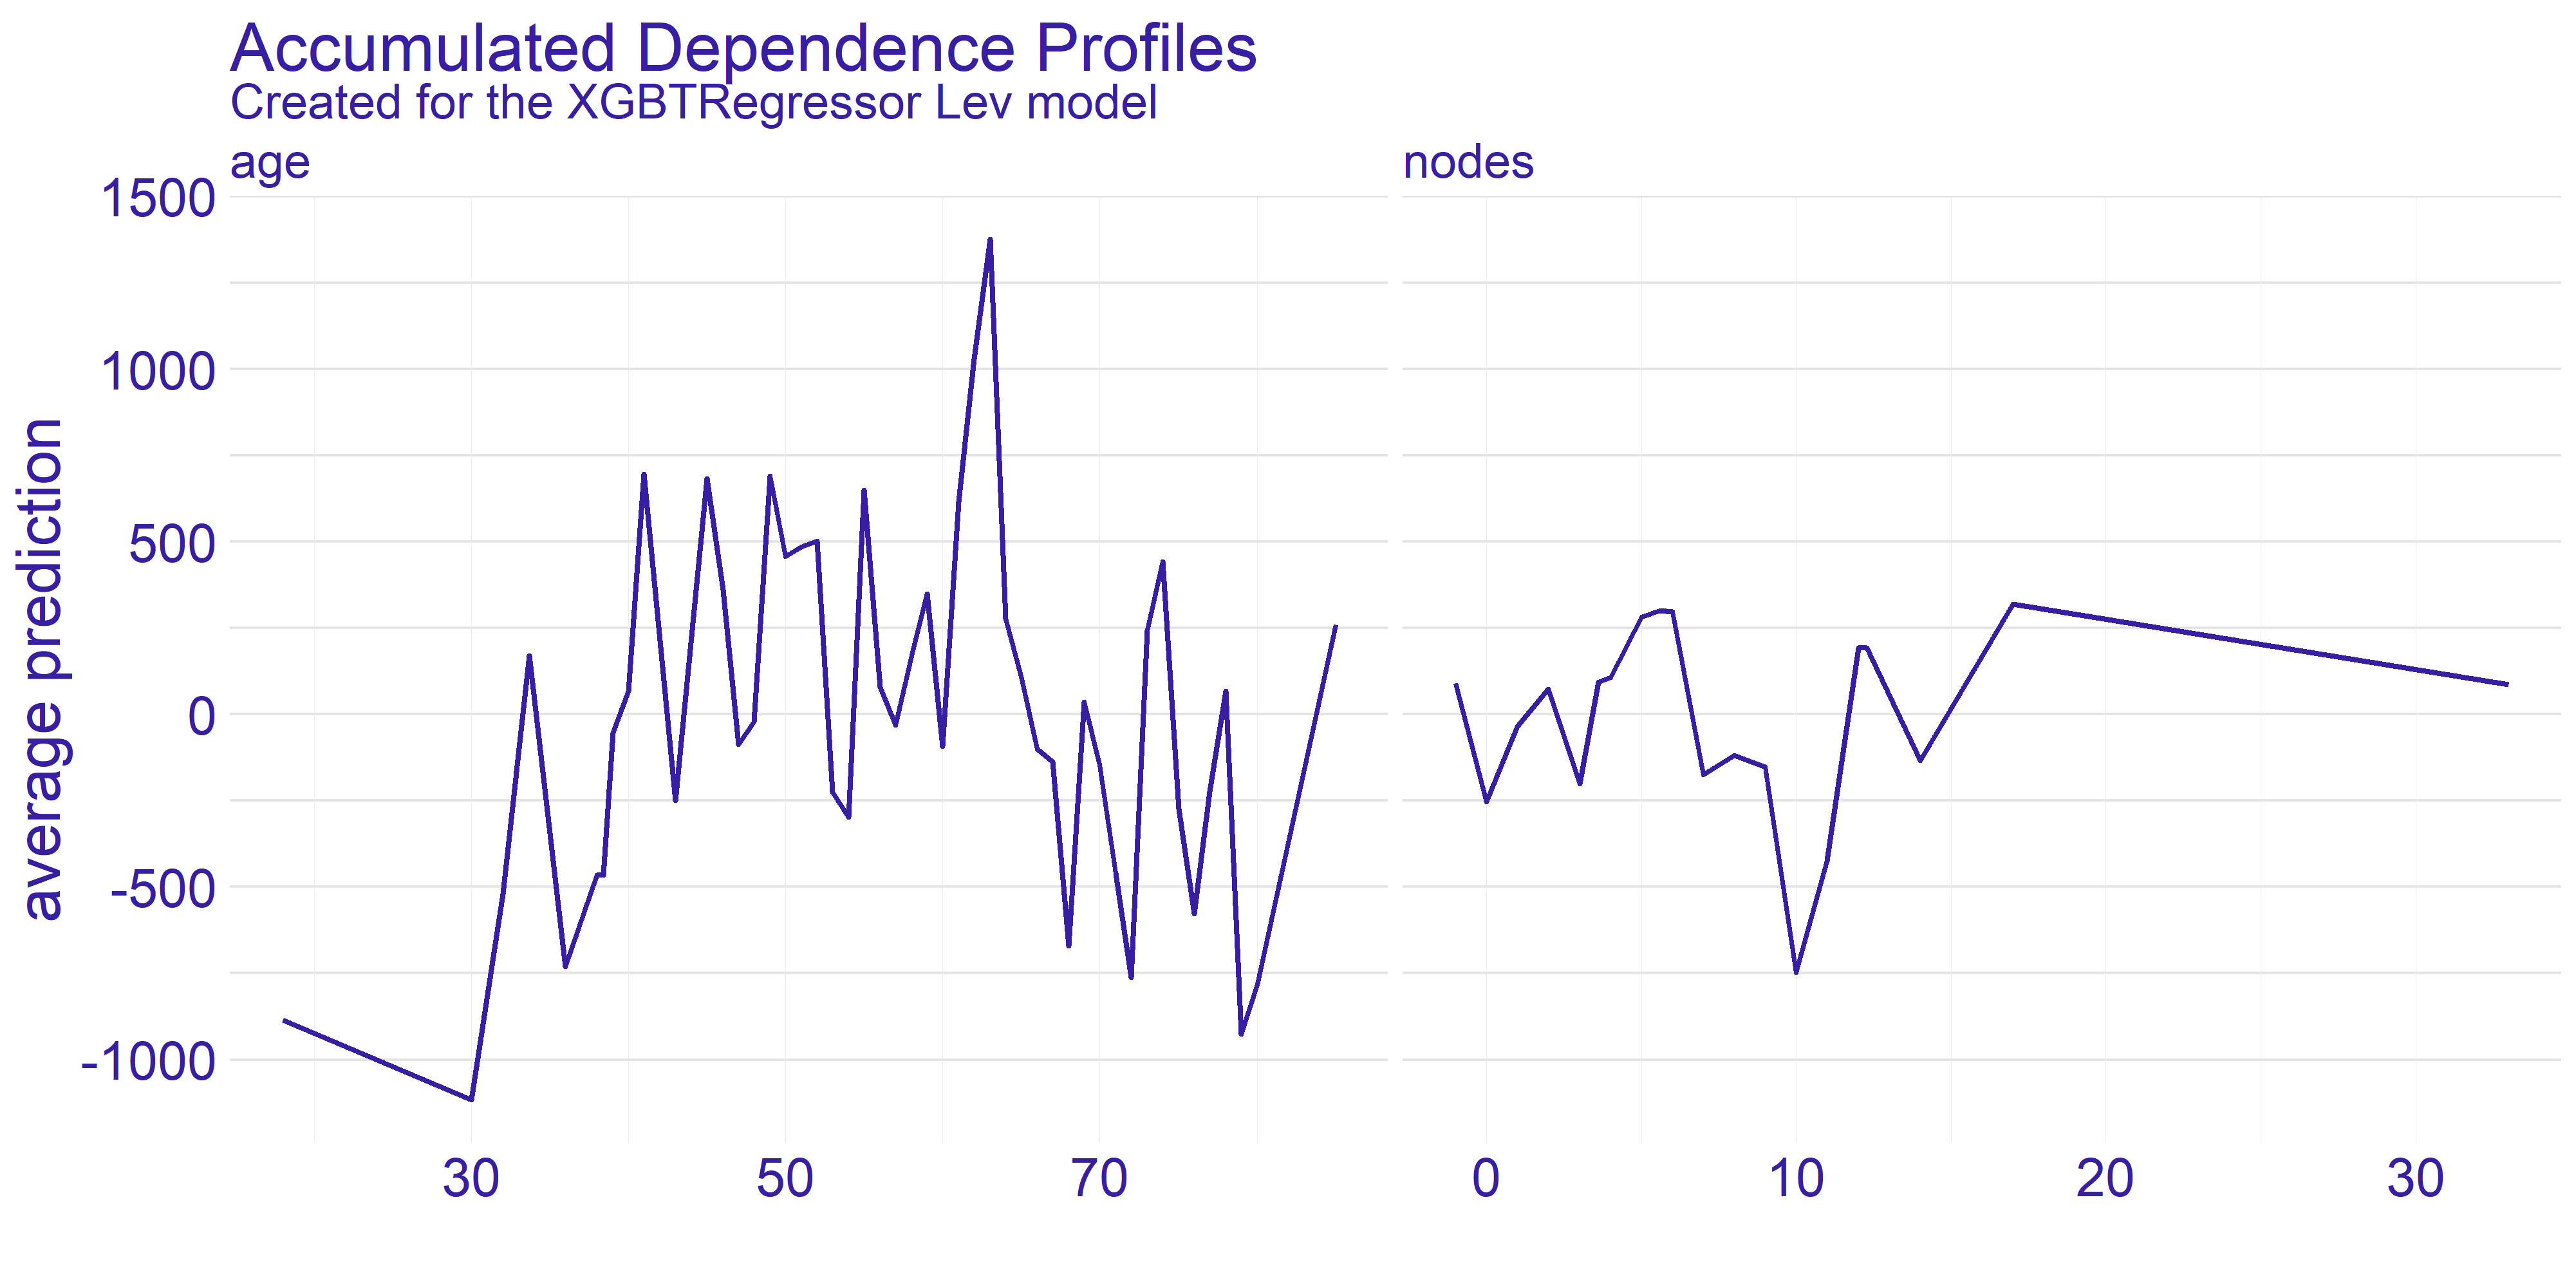 Accumulated Dependence Profiles
Created for the XGBTRegressor Lev model
age
nodes
average prediction
1500
1000
500
0
-500
-1000
30 50 70
0 10 20 30